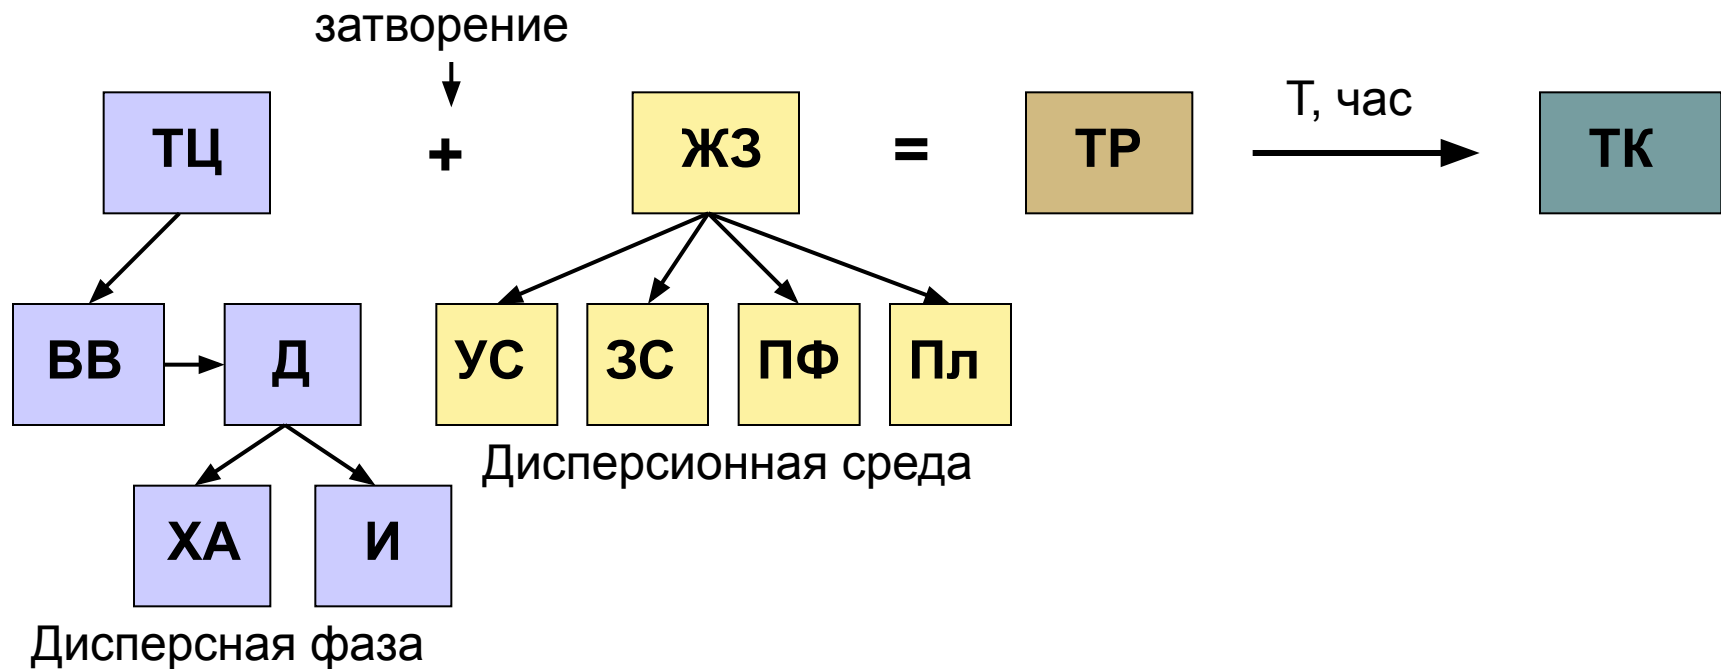 затворение
ТЦ + ЖЗ = ТР Т, час ТК
ВВ Д УС ЗС ПФ Пл
Дисперсионная среда
ХА И
Дисперсная фаза